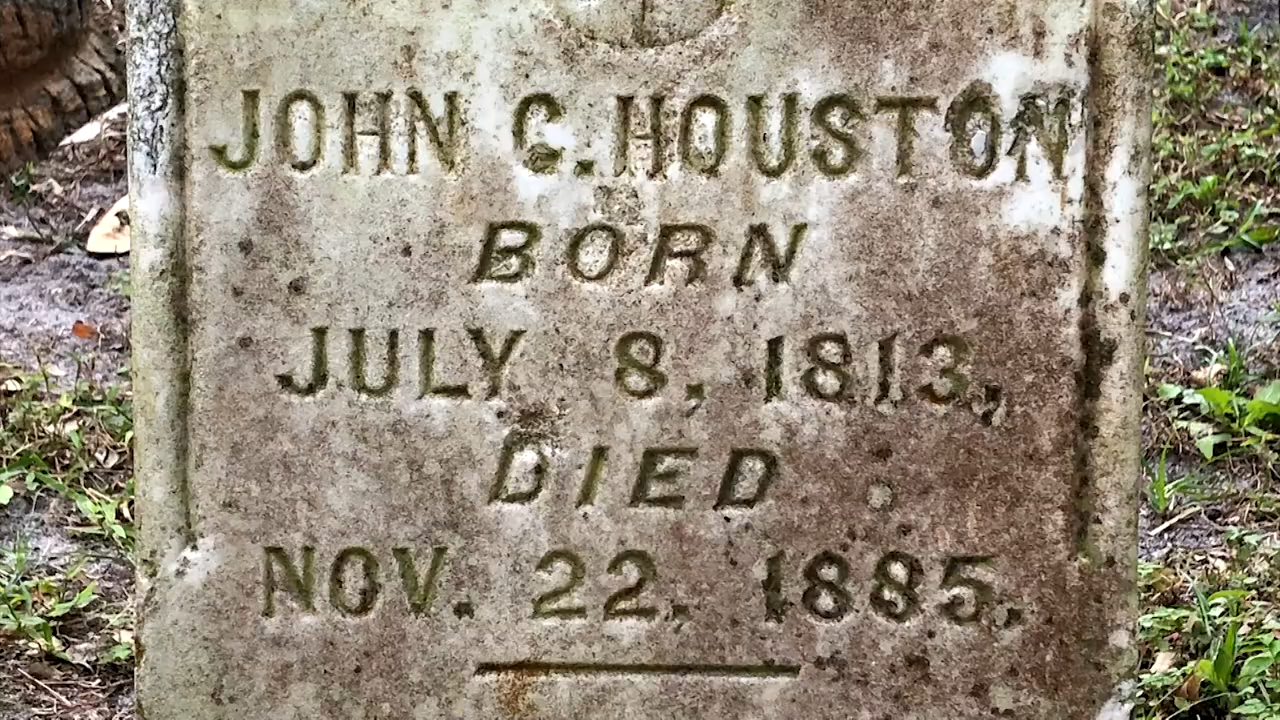 JOHN C. HOUSTON
BORN
JULY 8, 1813,
DIED
NOV. 22, 1885.